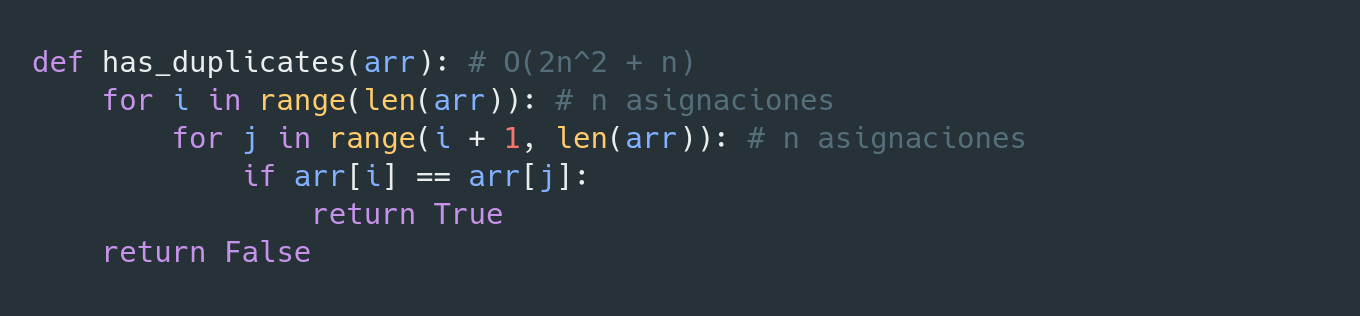 def has_duplicates(arr): # O(2n^2 + n)
    for i in range(len(arr)): # n asignaciones
        for j in range(i + 1, len(arr)): # n asignaciones
            if arr[i] == arr[j]:
                return True
    return False